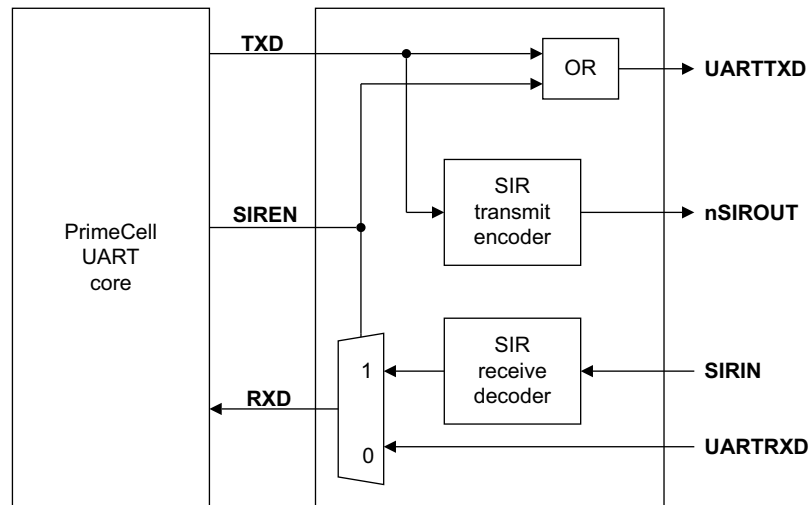 TXD
OR
UARTTXD
SIR
transmit
encoder
nSIROUT
SIREN
PrimeCell
UART
core
SIR
receive
decoder
1
SIRIN
RXD
0
UARTRXD